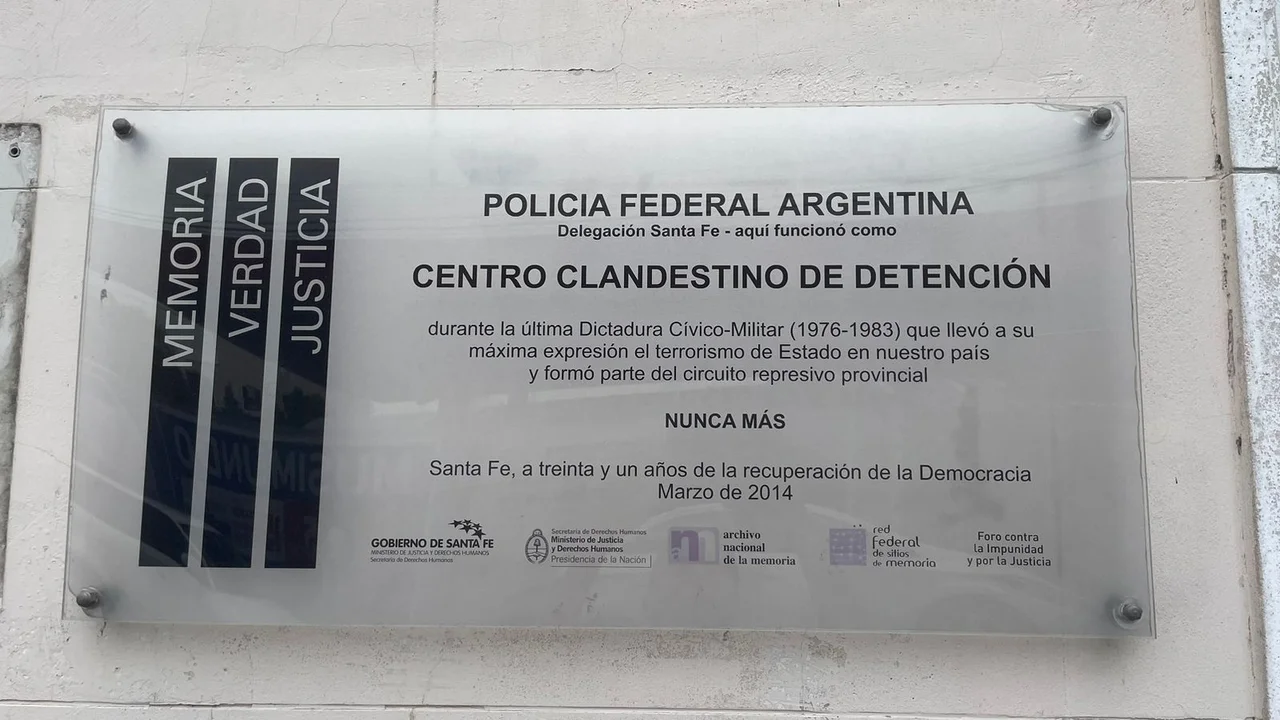 MEMORIA
VERDAD
JUSTICIA
POLICIA FEDERAL ARGENTINA
Delegación Santa Fe - aquí funcionó como
CENTRO CLANDESTINO DE DETENCIÓN
durante la última Dictadura Cívico-Militar (1976-1983) que llevó a su
máxima expresión el terrorismo de Estado en nuestro país
y formó parte del circuito represivo provincial
NUNCA MÁS
Santa Fe, a treinta y un años de la recuperación de la Democracia
Marzo de 2014
GOBIERNO DE SANTA FE
MINISTERIO DE JUSTICIA Y DERECHOS HUMANOS
Secretaría de Derechos Humanos
Secretaría de Derechos Humanos
Ministerio de Justicia
y Derechos Humanos
Presidencia de la Nación
archivo
nacional
de la memoria
red
federal
de sitios
de memoria
Foro contra
la Impunidad
y por la Justicia